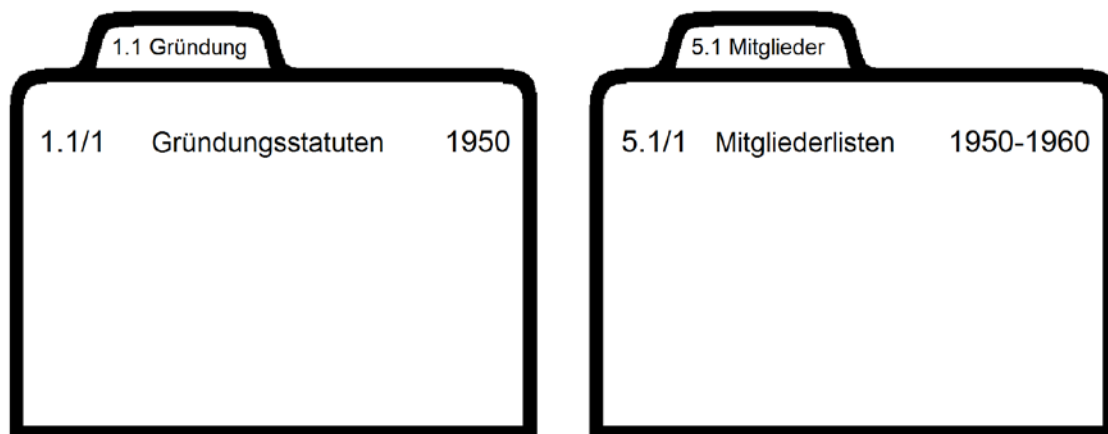 1.1 Gründung
1.1/1 Gründungsstatuten 1950
5.1 Mitglieder
5.1/1 Mitgliederlisten 1950-1960